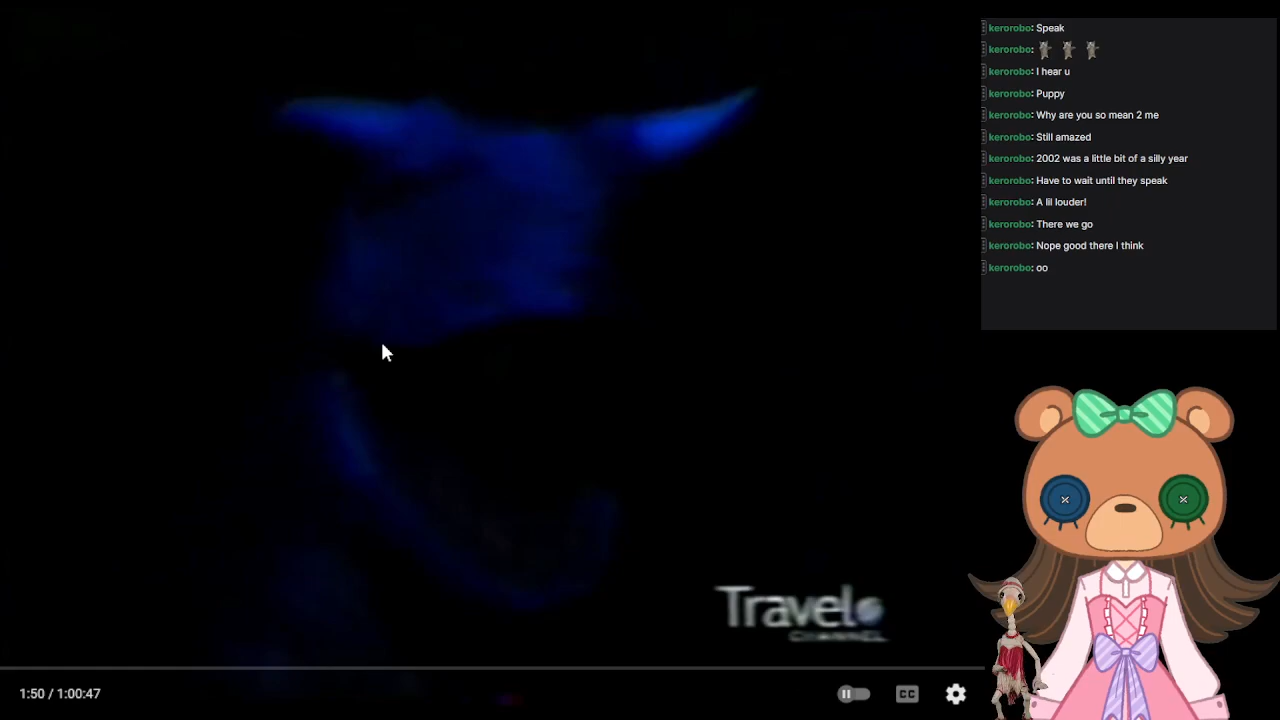 kerorobo: Speak
kerorobo:
kerorobo: I hear u
kerorobo: Puppy
kerorobo: Why are you so mean 2 me
kerorobo: Still amazed
kerorobo: 2002 was a little bit of a silly year
kerorobo: Have to wait until they speak
kerorobo: A lil louder!
kerorobo: There we go
kerorobo: Nope good there I think
kerorobo: oo
Travel
CHANNEL
1:50 / 1:00:47
CC